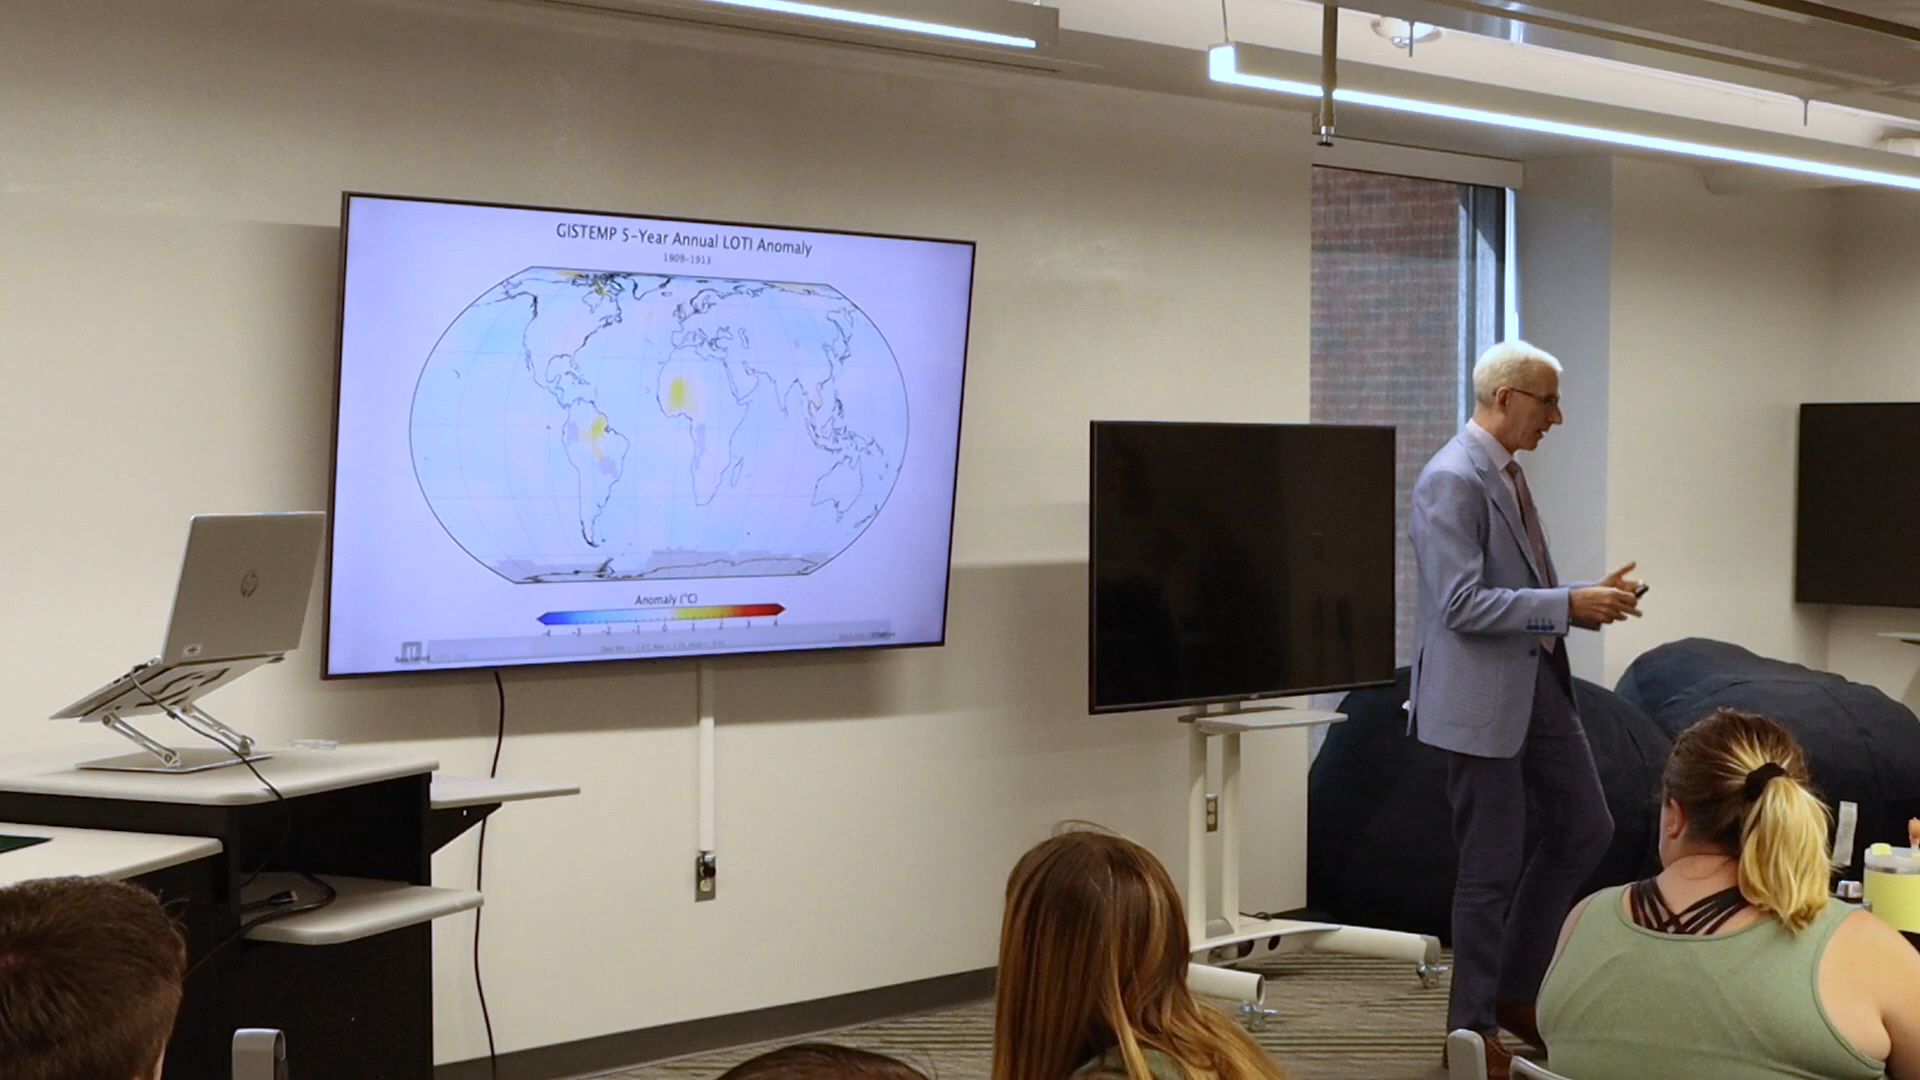 GISTEMP 5-Year Annual LOTI Anomaly
1909-1913
Anomaly (°C)
-4 -3 -2 -1 0 1 2 3 4
hp